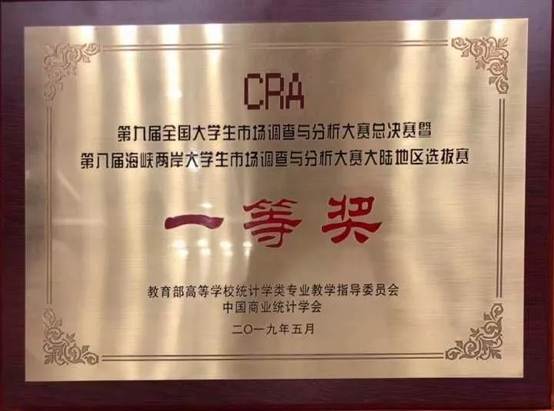 CRA
第九届全国大学生市场调查与分析大赛总决赛暨
第八届海峡两岸大学生市场调查与分析大赛大陆地区选拔赛
一等奖
教育部高等学校统计学类专业教学指导委员会
中国商业统计学会
二〇一九年五月